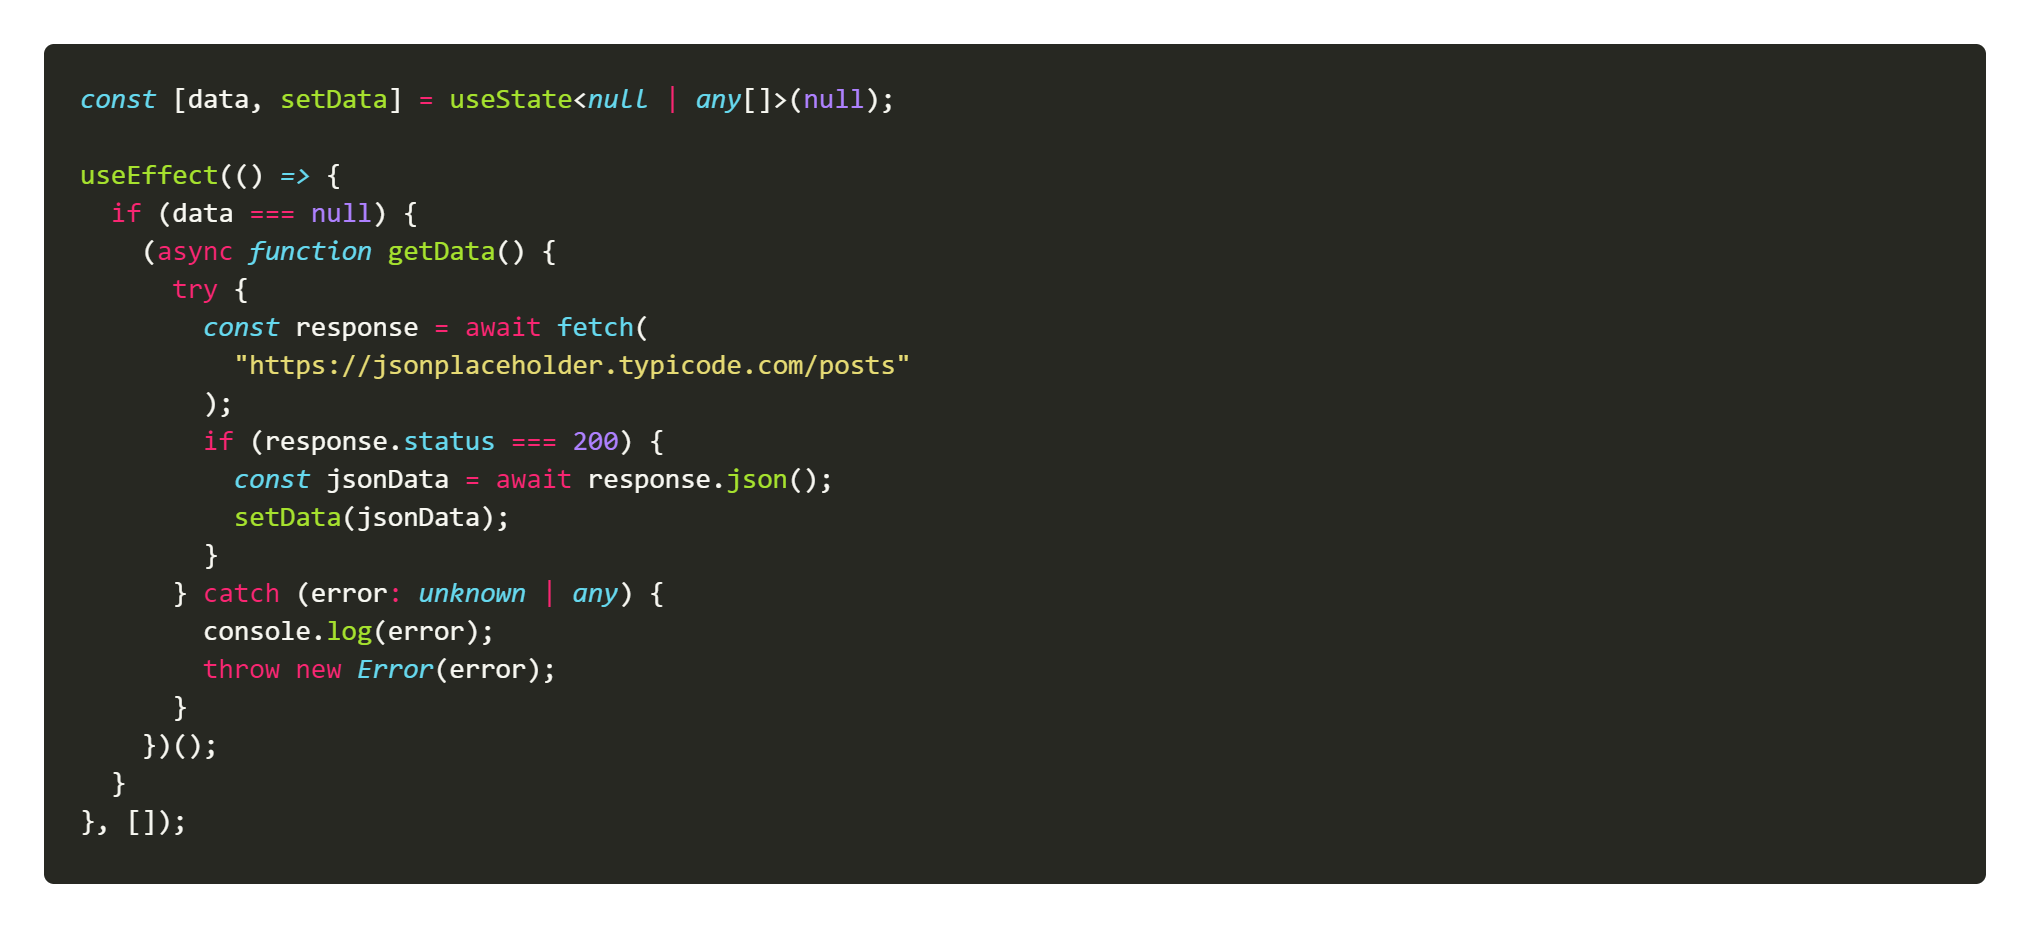 const [data, setData] = useState<null | any[]>(null);

useEffect(() => {
  if (data === null) {
    (async function getData() {
      try {
        const response = await fetch(
          "https://jsonplaceholder.typicode.com/posts"
        );
        if (response.status === 200) {
          const jsonData = await response.json();
          setData(jsonData);
        }
      } catch (error: unknown | any) {
        console.log(error);
        throw new Error(error);
      }
    })();
  }
}, []);